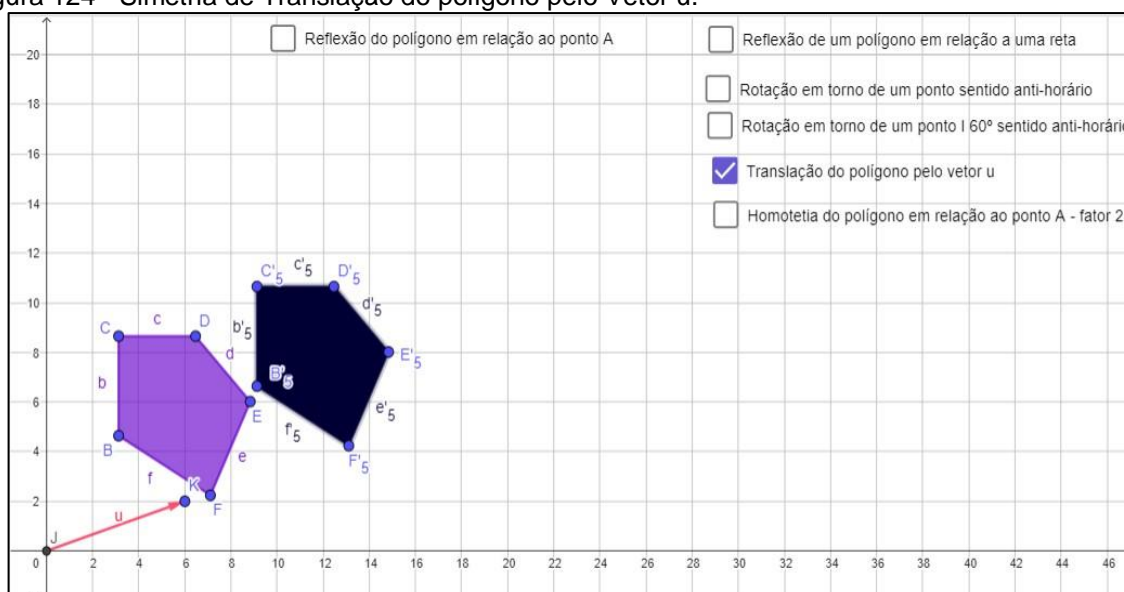 gura 124 - Simetria de Translação do polígono pelo Vetor u.
Reflexão do polígono em relação ao ponto A
Reflexão de um polígono em relação a uma reta
Rotação em torno de um ponto sentido anti-horário
Rotação em torno de um ponto I 60º sentido anti-horári
Translação do polígono pelo vetor u
Homotetia do polígono em relação ao ponto A - fator 2
20
18
16
14
12
10
8
6
4
2
C'5 c'5 D'5
b'5 d'5
E'5
B'5
e'5
f'5
F'5
C c D
b d
B E
f e
K
F
u
J
0 2 4 6 8 10 12 14 16 18 20 22 24 26 28 30 32 34 36 38 40 42 44 46